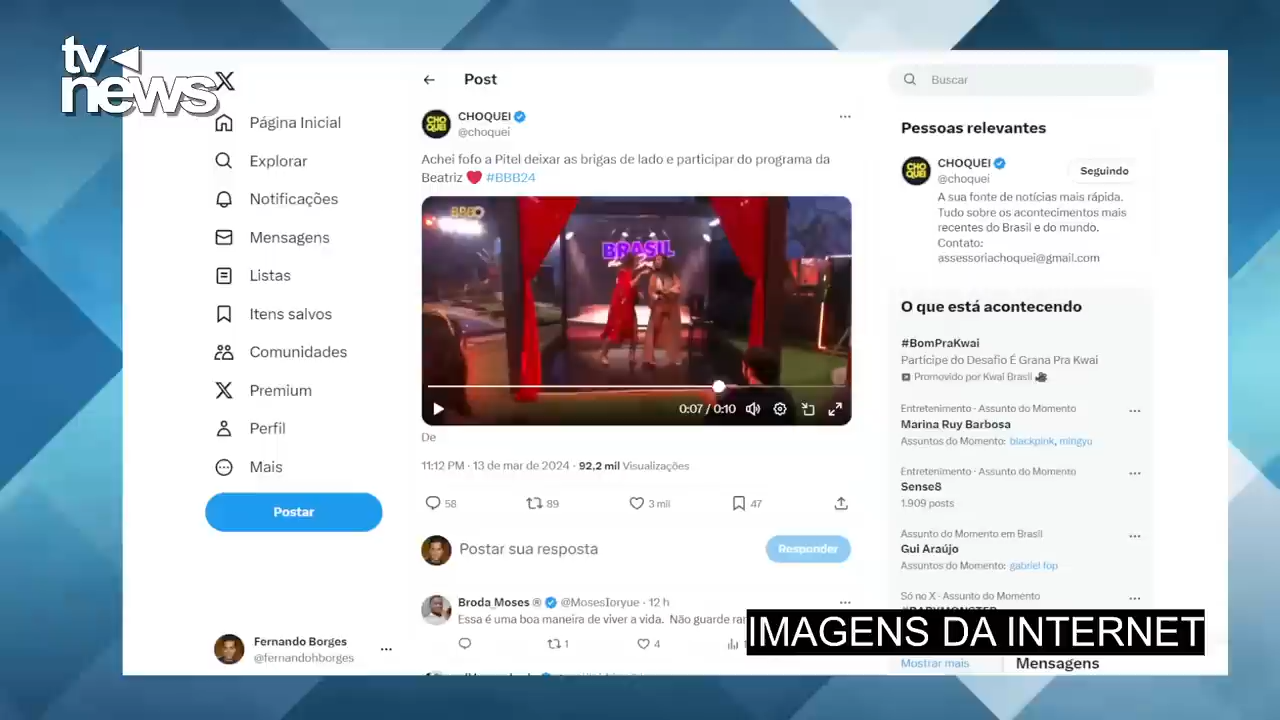 tv
news
Página Inicial
Explorar
Notificações
Mensagens
Listas
Itens salvos
Comunidades
Premium
Perfil
Mais
Postar
Fernando Borges
@fernandohborges
Post
CHOQUEI
@choquei
Achei fofo a Pitel deixar as brigas de lado e participar do programa da
Beatriz ❤️ #BBB24
BRASIL
0:07 / 0:10
De
11:12 PM · 13 de mar de 2024 · 92,2 mil Visualizações
58
89
3 mil
47
Postar sua resposta
Responder
Broda_Moses ® @MosesIoryue · 12 h
Essa é uma boa maneira de viver a vida. Não guarde
1
4
Buscar
Pessoas relevantes
CHOQUEI
@choquei
Seguindo
A sua fonte de notícias mais rápida.
Tudo sobre os acontecimentos mais
recentes do Brasil e do mundo.
Contato:
assessoriachoquei@gmail.com
O que está acontecendo
#BomPraKwai
Participe do Desafio É Grana Pra Kwai
Promovido por Kwai Brasil 🎥
Entretenimento · Assunto do Momento
Marina Ruy Barbosa
Assuntos do Momento: blackpink, mingyu
Entretenimento · Assunto do Momento
Sense8
1.909 posts
Assunto do Momento em Brasil
Gui Araújo
Assuntos do Momento: gabriel fop
Só no X · Assunto do Momento
IMAGENS DA INTERNET
Mostrar mais
Mensagens